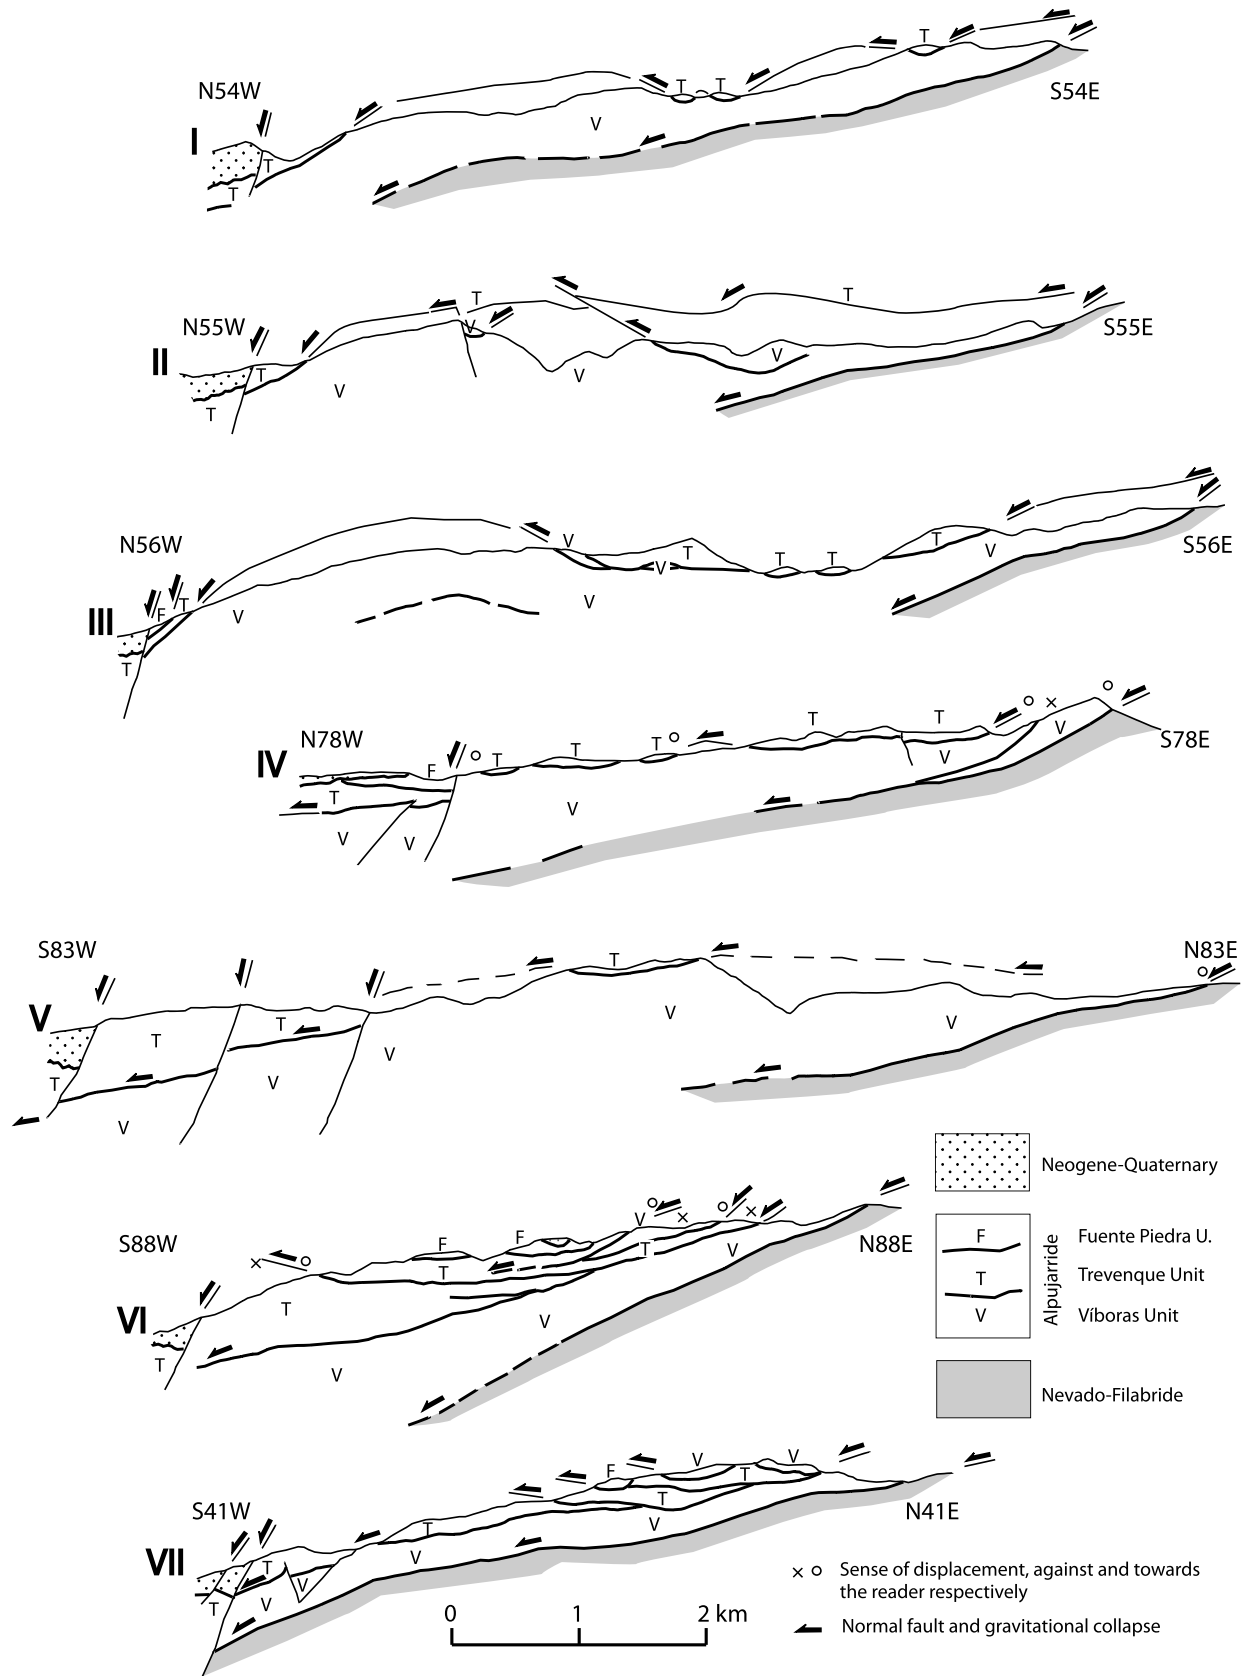 T
N54W
T
T
S54E
I
V
T
T
T
T
N55W
V
S55E
II
T
V
V
V
T
N56W
V
T
T
T
T
V
S56E
F
T
V
V
III
V
T
T
T
V
N78W
T
T
T
S78E
IV
F
V
T
V
V
V
S83W
T
N83E
V
T
T
V
V
V
T
V
V
Neogene-Quaternary
S88W
F
F
V
T
V
N88E
F
Fuente Piedra U.
T
Trevenque Unit
V
Víboras Unit
Alpujarride
VI
T
T
V
V
Nevado-Filabride
V
V
F
T
S41W
T
N41E
T
V
VII
T
V
V
V
T
× o Sense of displacement, against and towards
the reader respectively
0 1 2 km
Normal fault and gravitational collapse